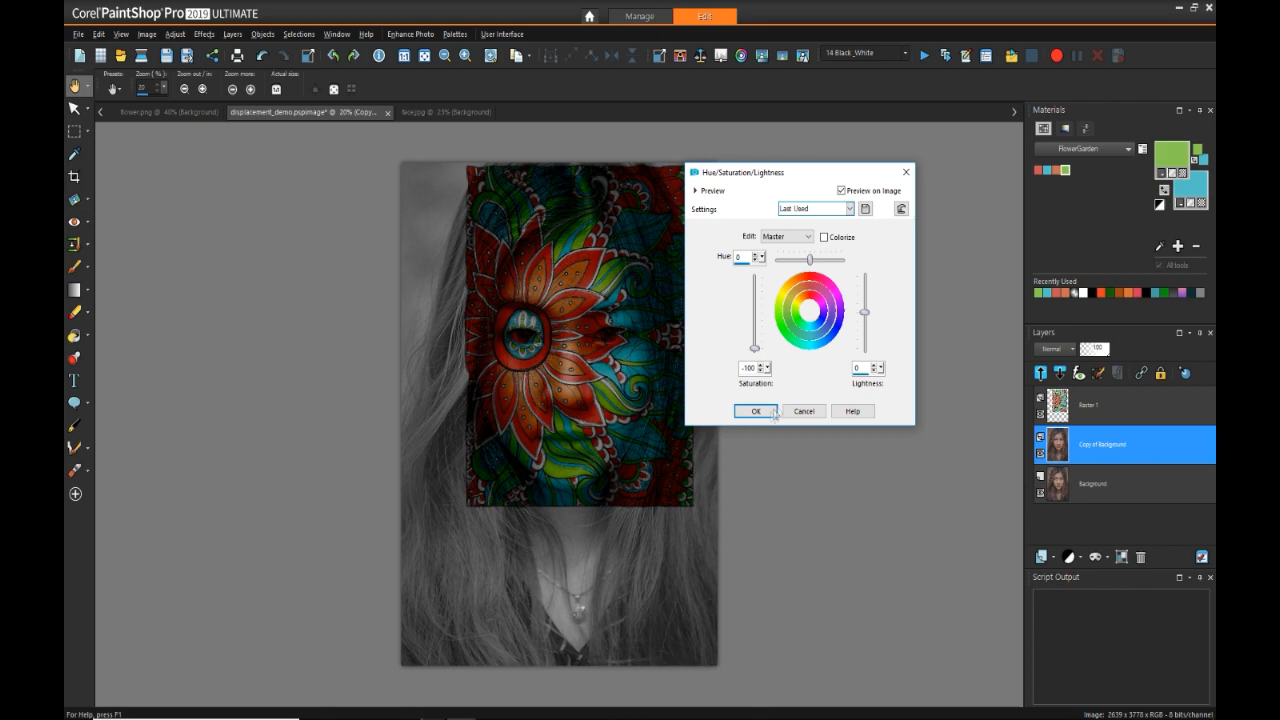 Corel® PaintShop® Pro 2019 ULTIMATE
Manage
Edit
File Edit View Image Adjust Effects Layers Objects Selections Window Help Enhance Photo Palettes User Interface
14 Black_White
Presets: Zoom (%): Zoom out / in: Zoom more: Actual size:
20
flower.png @ 40% (Background)
displacement_demo.pspimage* @ 20% (Copy...
face.jpg @ 23% (Background)
Hue/Saturation/Lightness
Preview
Preview on Image
Settings
Last Used
Edit: Master
Colorize
Hue: 0
-100
0
Saturation:
Lightness:
OK
Cancel
Help
Materials
FlowerGarden
All tools
Recently Used
Layers
Normal
100
Raster 1
Copy of Background
Background
Script Output
For Help, press F1
Image: 2639 x 3778 x RGB - 8 bits/channel